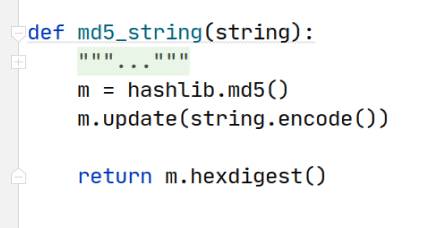 def md5_string(string):
    """..."""
    m = hashlib.md5()
    m.update(string.encode())
    return m.hexdigest()